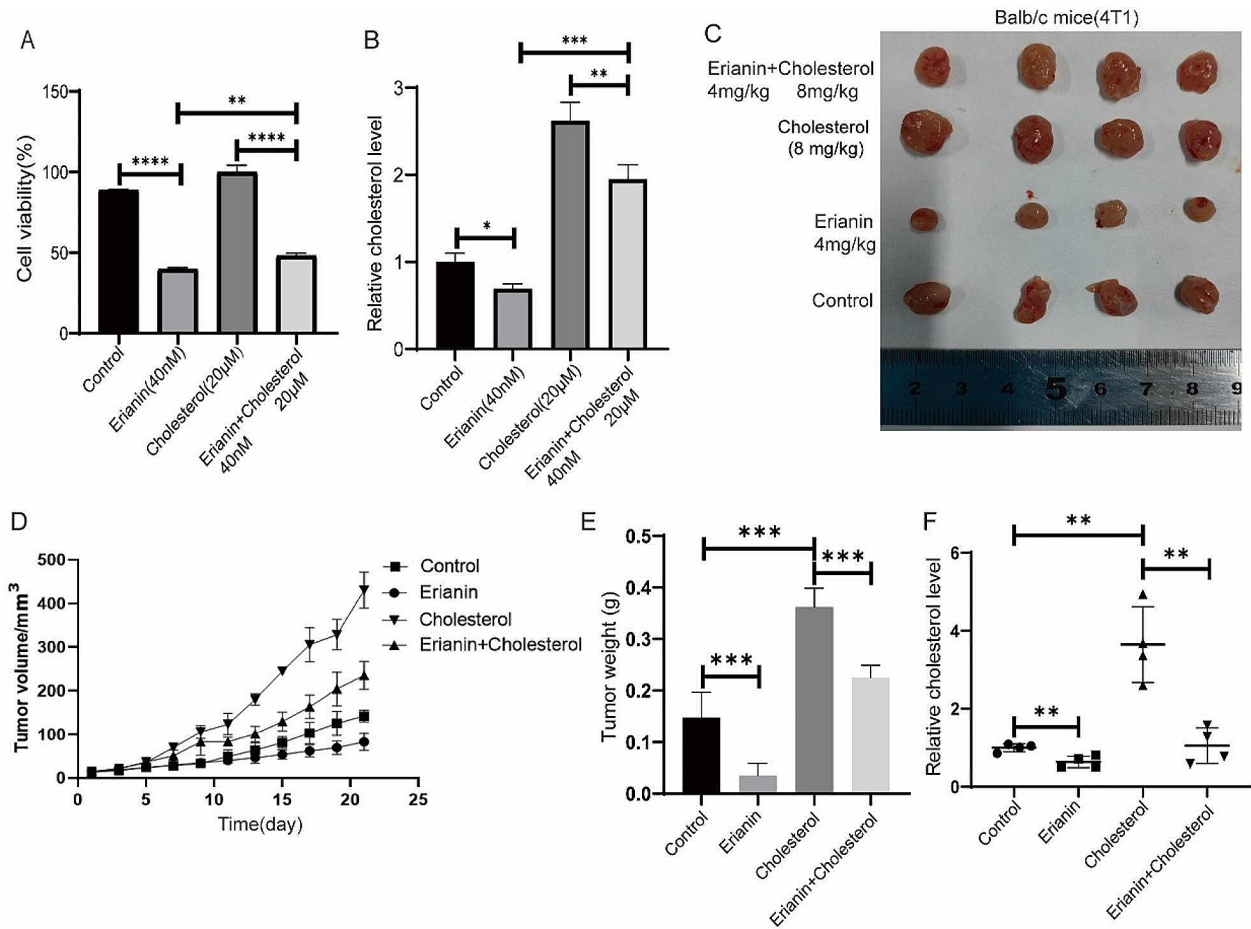 A
150
100
50
0
Cell viability(%)
****
**
****
Control
Erianin(40nM)
Cholesterol(20μM)
Erianin+Cholesterol
40nM
20μM
B
3
2
1
0
Relative cholesterol level
*
***
**
Control
Erianin(40nM)
Cholesterol(20μM)
Erianin+Cholesterol
40nM
20μM
C
Balb/c mice(4T1)
Erianin+Cholesterol
4mg/kg 8mg/kg
Cholesterol
(8 mg/kg)
Erianin
4mg/kg
Control
2 3 4 5 6 7 8 9
D
500
400
300
200
100
0
Tumor volume/mm³
0 5 10 15 20 25
Time(day)
Control
Erianin
Cholesterol
Erianin+Cholesterol
E
0.5
0.4
0.3
0.2
0.1
0.0
Tumor weight (g)
***
***
***
Control
Erianin
Cholesterol
Erianin+Cholesterol
F
6
4
2
0
Relative cholesterol level
**
**
**
Control
Erianin
Cholesterol
Erianin+Cholesterol